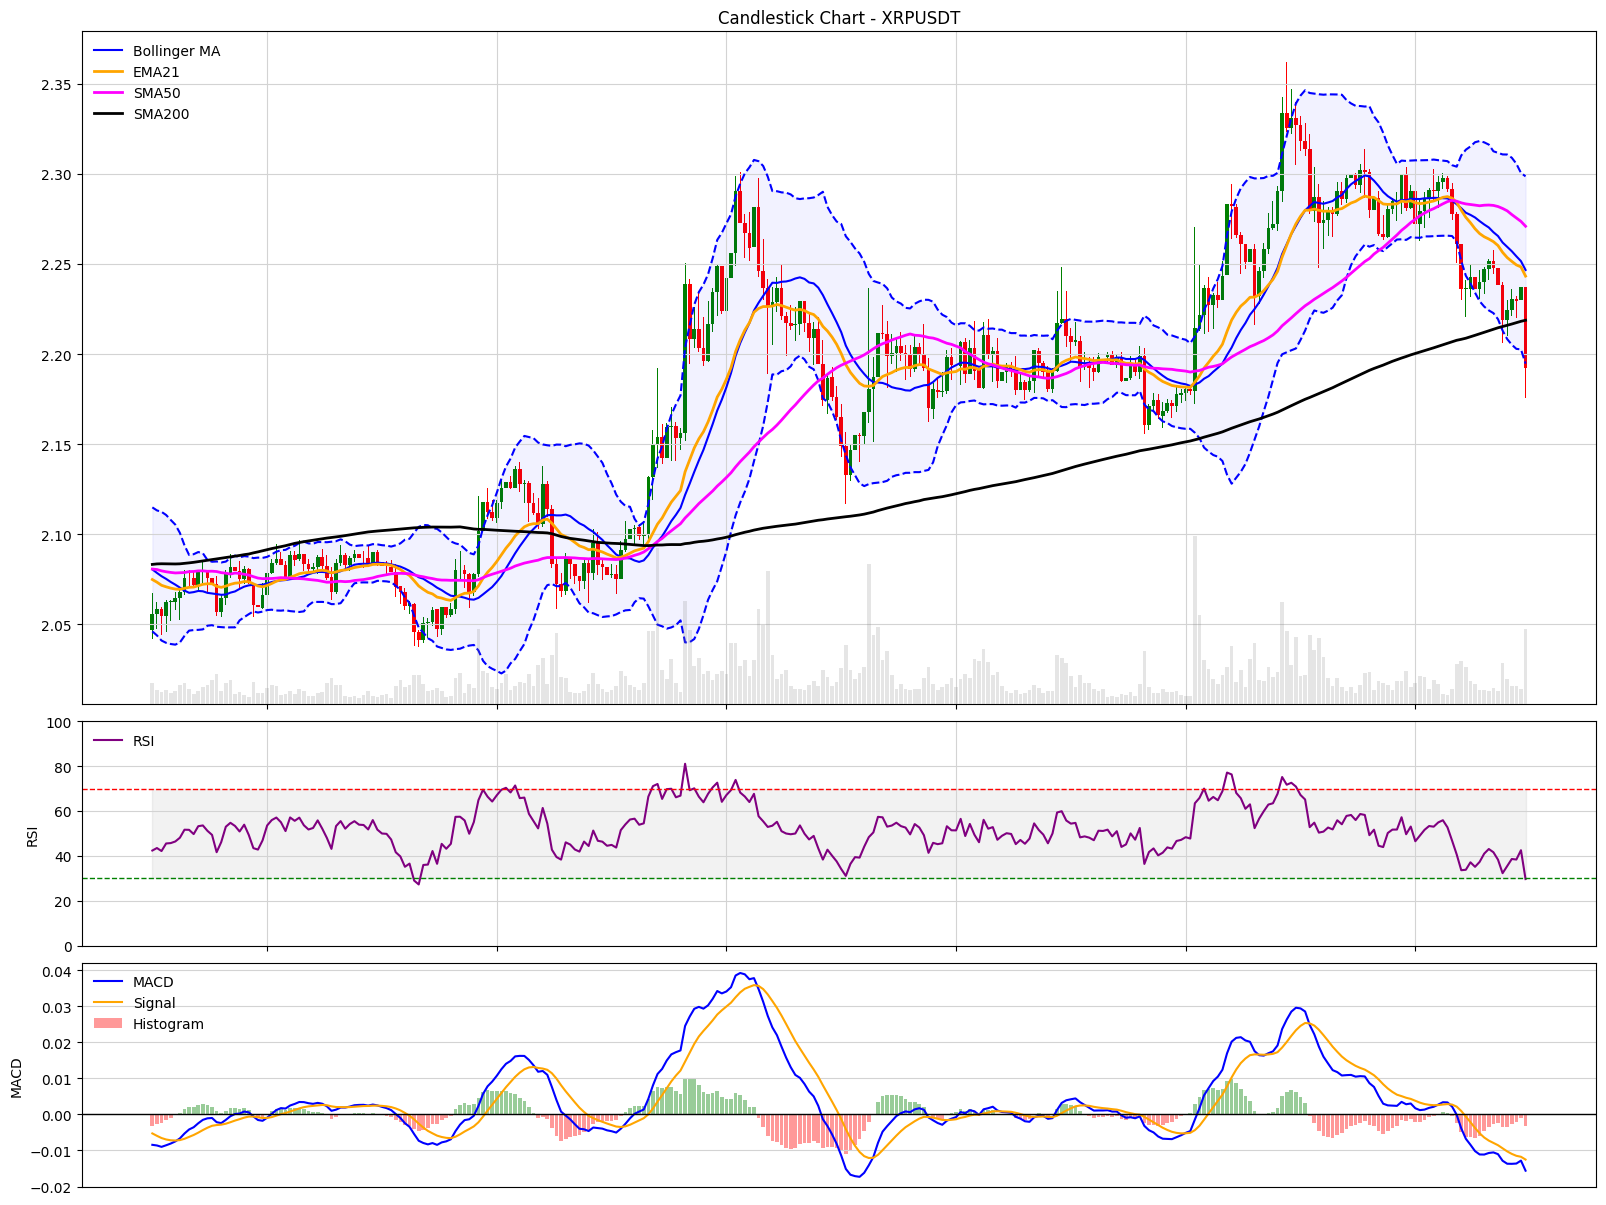 Candlestick Chart - XRPUSDT
Bollinger MA
EMA21
SMA50
SMA200
2.35
2.30
2.25
2.20
2.15
2.10
2.05
RSI
100
80
60
40
20
0
RSI
MACD
Signal
Histogram
0.04
0.03
0.02
0.01
0.00
−0.01
−0.02
MACD